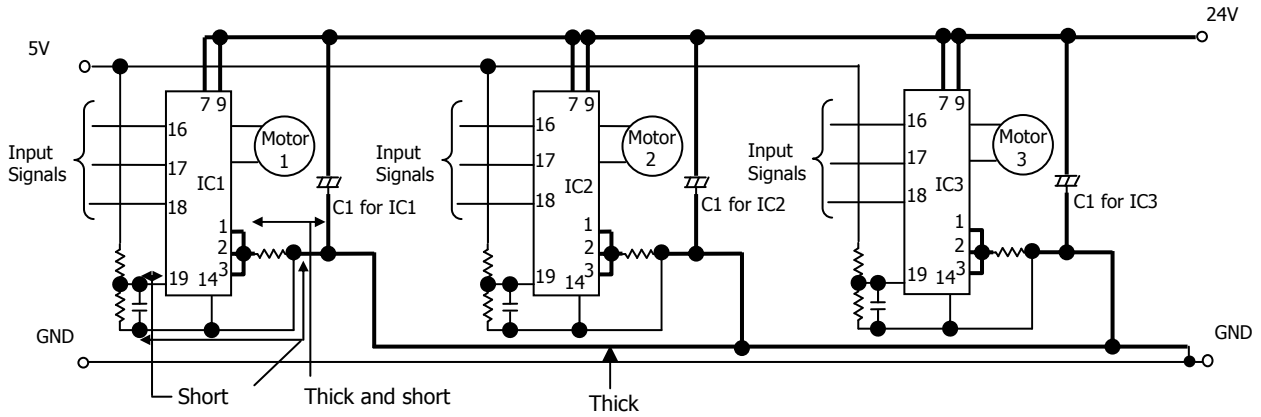 24V
5V
7 9
7 9
7 9
16
16
16
Motor
1
Motor
2
Motor
3
Input
Signals
Input
Signals
Input
Signals
17
17
17
IC1
IC2
IC3
18
18
18
C1 for IC1
C1 for IC2
C1 for IC3
1
1
1
2
2
2
3
3
3
19
14
19
14
19
14
GND
GND
Short
Thick and short
Thick